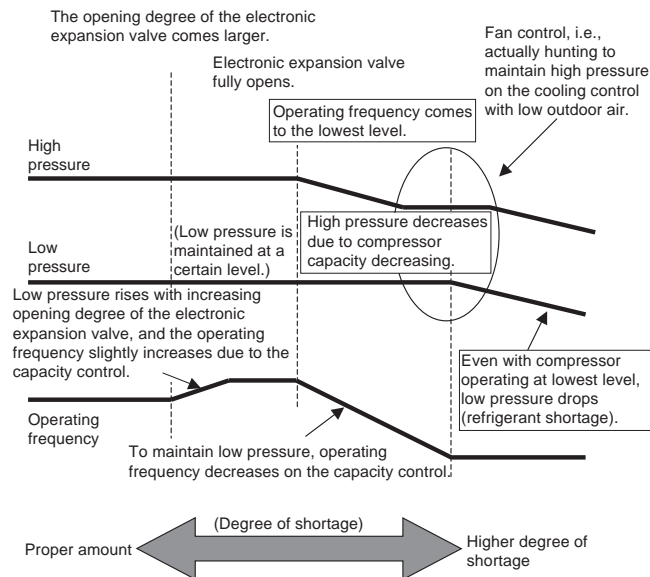 The opening degree of the electronic
expansion valve comes larger.
Electronic expansion valve
fully opens.
Fan control, i.e.,
actually hunting to
maintain high pressure
on the cooling control
with low outdoor air.
Operating frequency comes
to the lowest level.
High
pressure
(Low pressure is
maintained at a
certain level.)
High pressure decreases
due to compressor
capacity decreasing.
Low
pressure
Low pressure rises with increasing
opening degree of the electronic
expansion valve, and the operating
frequency slightly increases due to the
capacity control.
Even with compressor
operating at lowest level,
low pressure drops
(refrigerant shortage).
Operating
frequency
To maintain low pressure, operating
frequency decreases on the capacity control.
(Degree of shortage)
Proper amount
Higher degree of
shortage